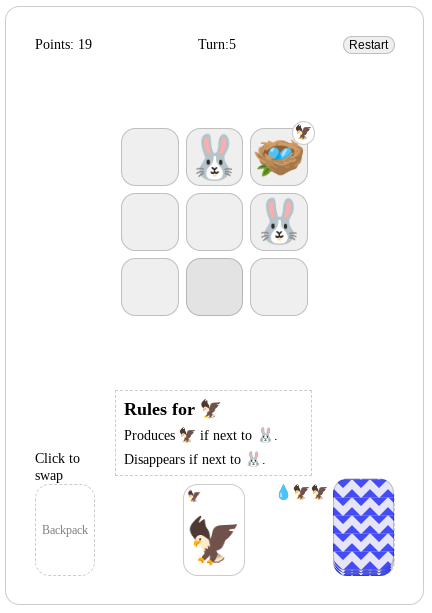 Points: 19
Turn:5
Restart
Rules for 🦅
Produces 🦅 if next to 🐰.
Disappears if next to 🐰.
Click to
swap
Backpack